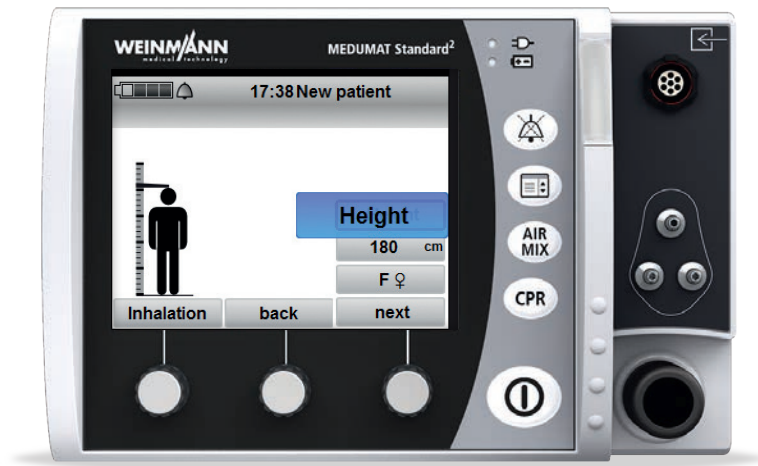 WEINMANN
medical technology
MEDUMAT Standard²
17:38 New patient
Height
180 cm
F ♀
Inhalation back next
AIR
MIX
CPR